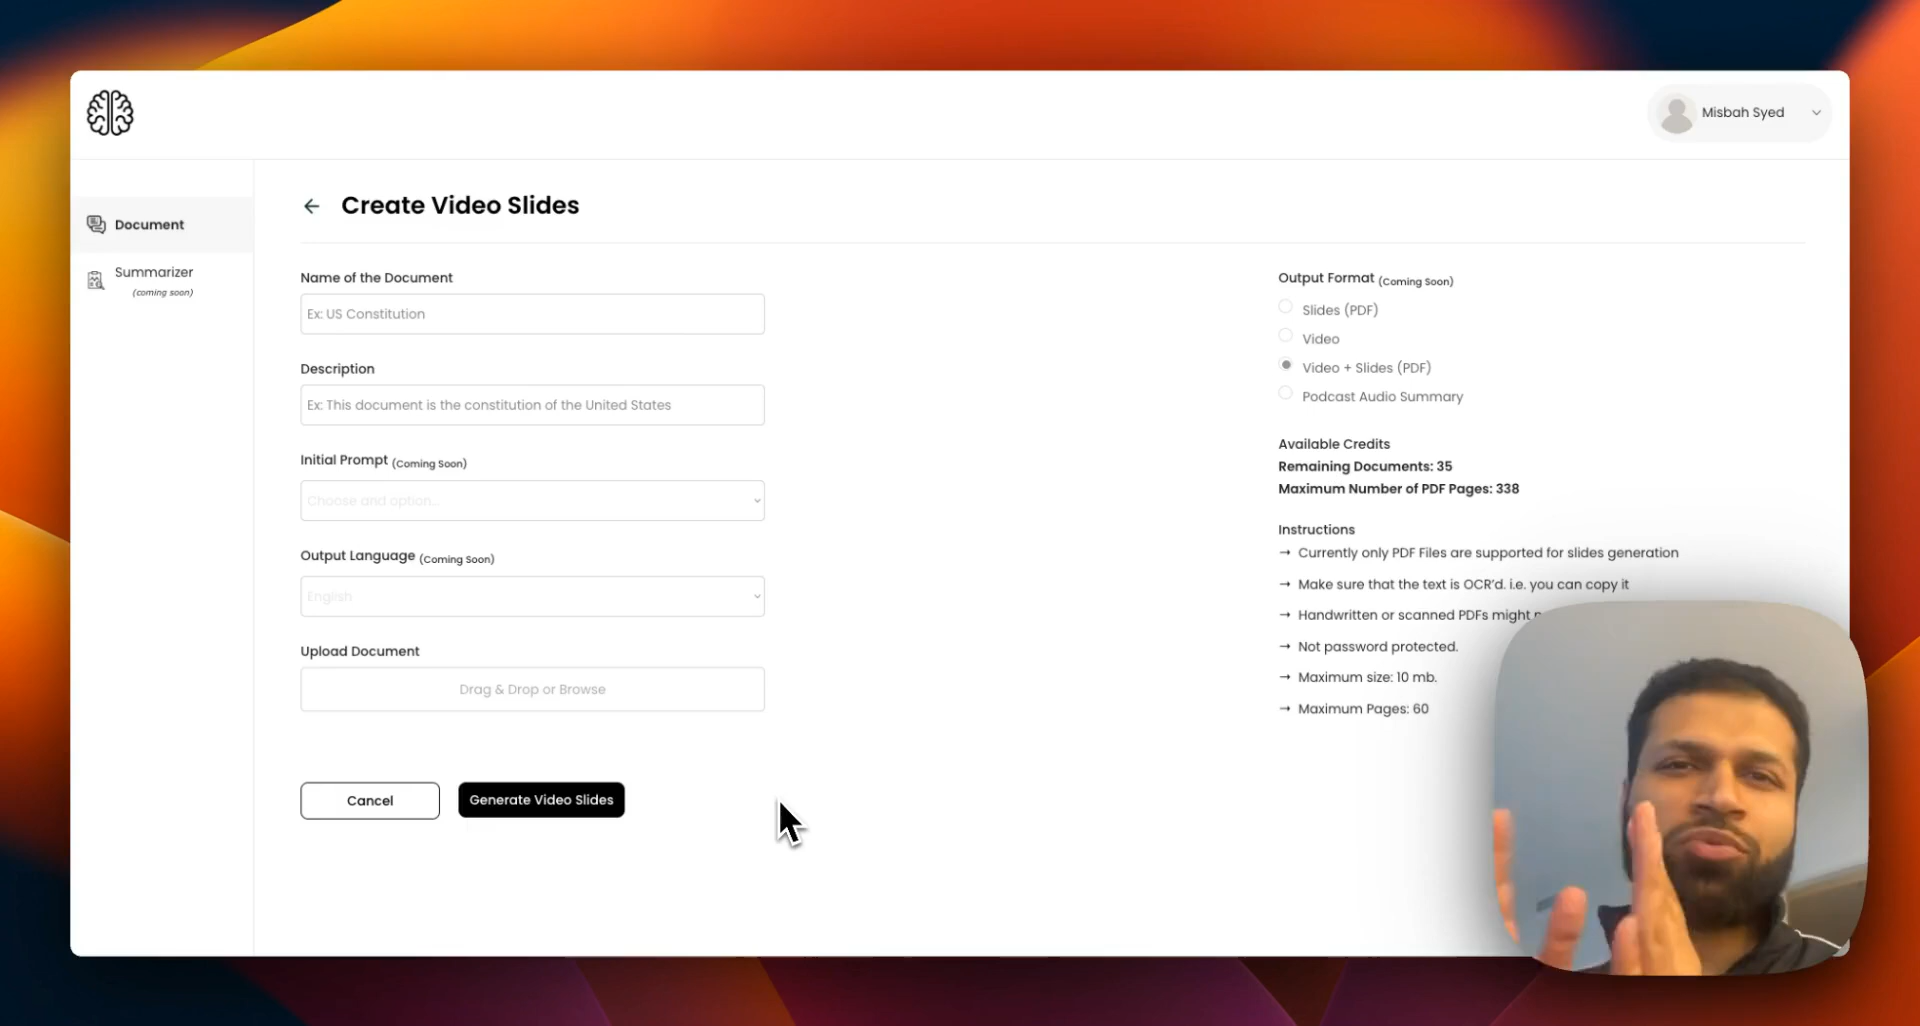 Misbah Syed
Document
Summarizer
(coming soon)
Create Video Slides
Name of the Document
Ex: US Constitution
Description
Ex: This document is the constitution of the United States
Initial Prompt (Coming Soon)
Choose and option...
Output Language (Coming Soon)
English
Upload Document
Drag & Drop or Browse
Cancel
Generate Video Slides
Output Format (Coming Soon)
Slides (PDF)
Video
Video + Slides (PDF)
Podcast Audio Summary
Available Credits
Remaining Documents: 35
Maximum Number of PDF Pages: 338
Instructions
→ Currently only PDF Files are supported for slides generation
→ Make sure that the text is OCR'd. i.e. you can copy it
→ Handwritten or scanned PDFs might
→ Not password protected.
→ Maximum size: 10 mb.
→ Maximum Pages: 60